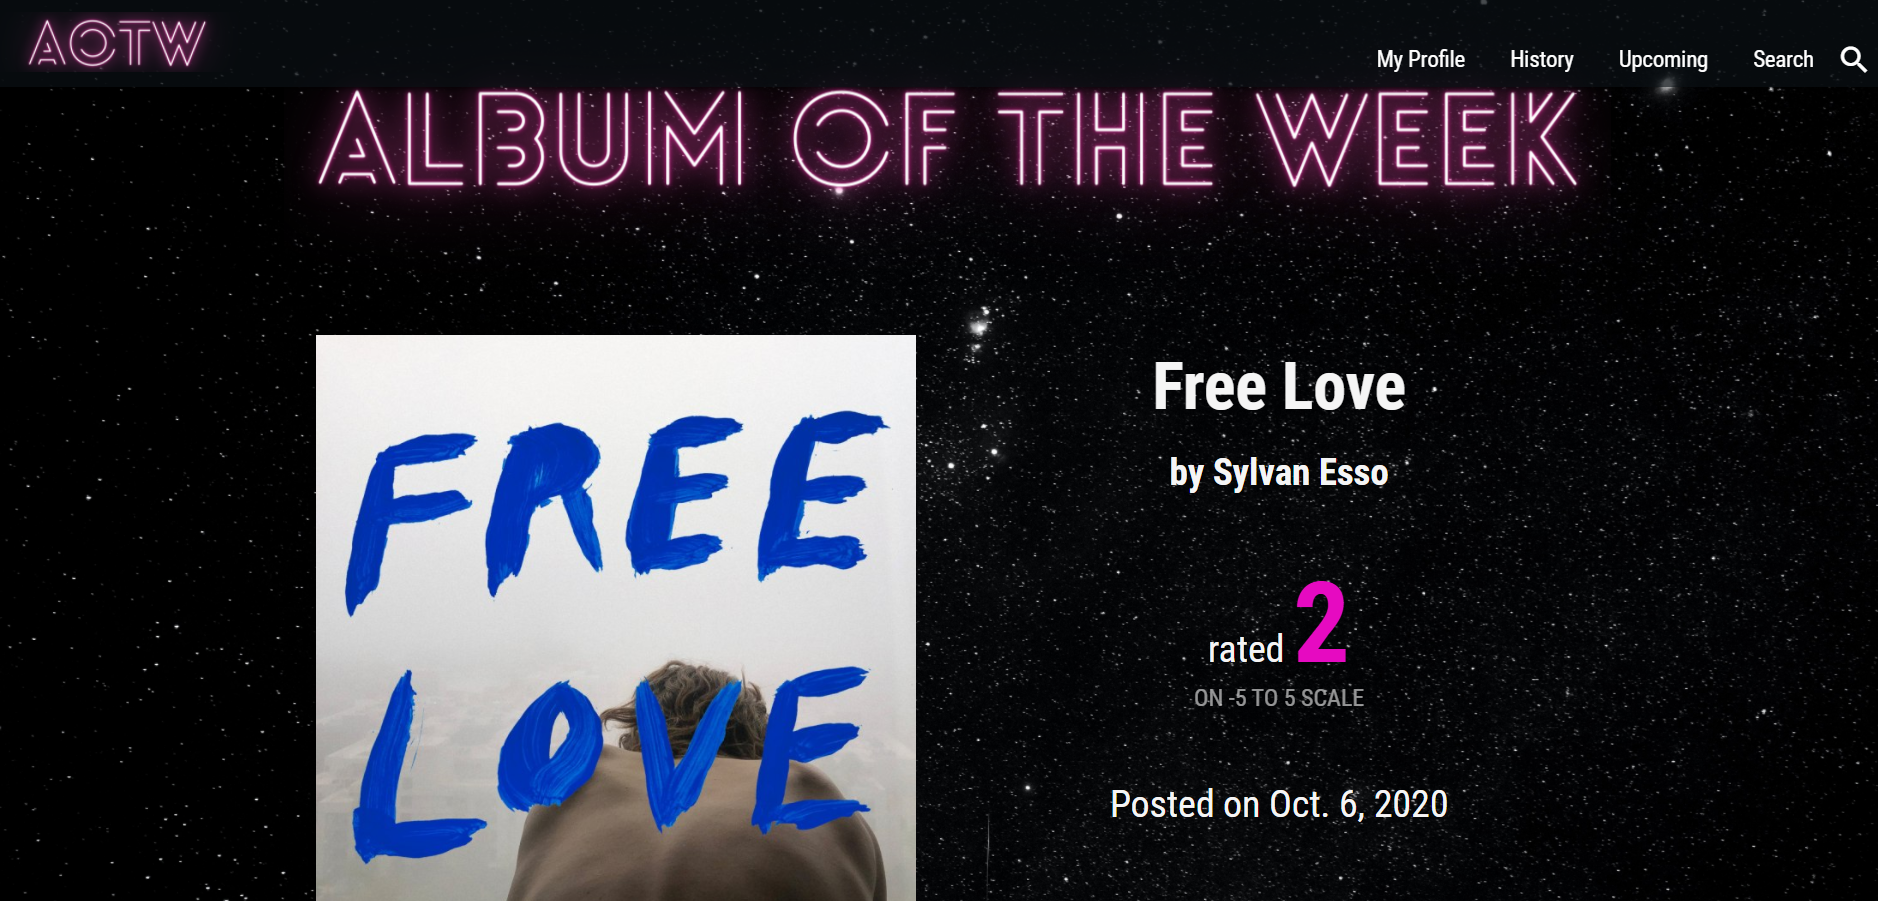 AOTW
My Profile History Upcoming Search
ALBUM OF THE WEEK
FREE
LOVE
Free Love
by Sylvan Esso
rated 2
ON -5 TO 5 SCALE
Posted on Oct. 6, 2020